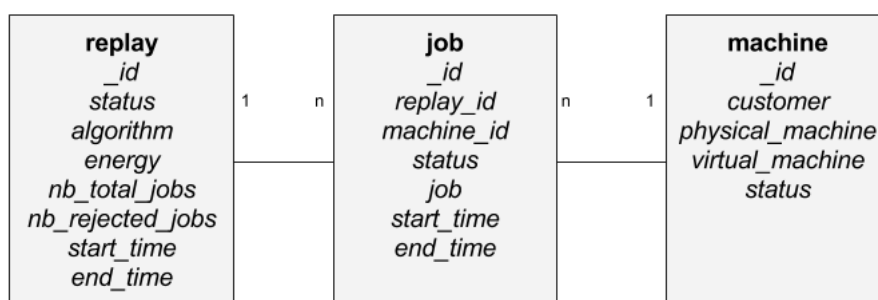 replay
_id
status
algorithm
energy
nb_total_jobs
nb_rejected_jobs
start_time
end_time
1
n
job
_id
replay_id
machine_id
status
job
start_time
end_time
n
1
machine
_id
customer
physical_machine
virtual_machine
status